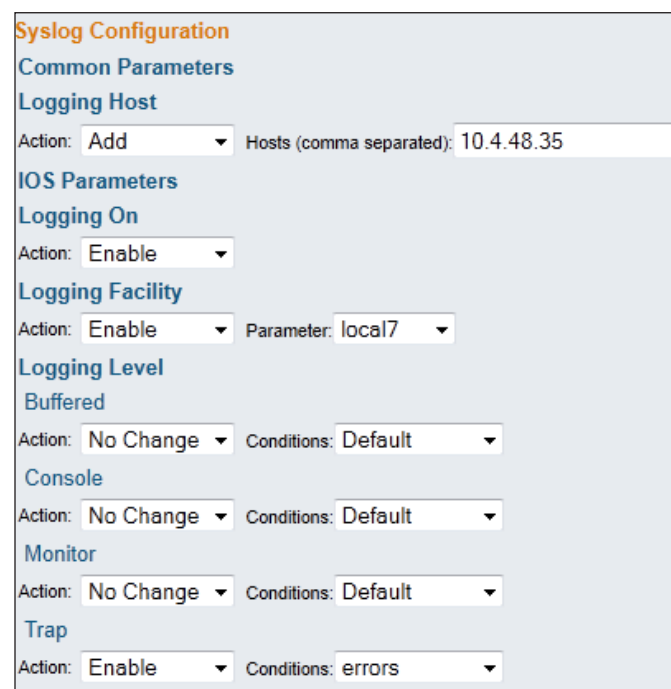 Syslog Configuration
Common Parameters
Logging Host
Action: Add Hosts (comma separated): 10.4.48.35
IOS Parameters
Logging On
Action: Enable
Logging Facility
Action: Enable Parameter: local7
Logging Level
Buffered
Action: No Change Conditions: Default
Console
Action: No Change Conditions: Default
Monitor
Action: No Change Conditions: Default
Trap
Action: Enable Conditions: errors